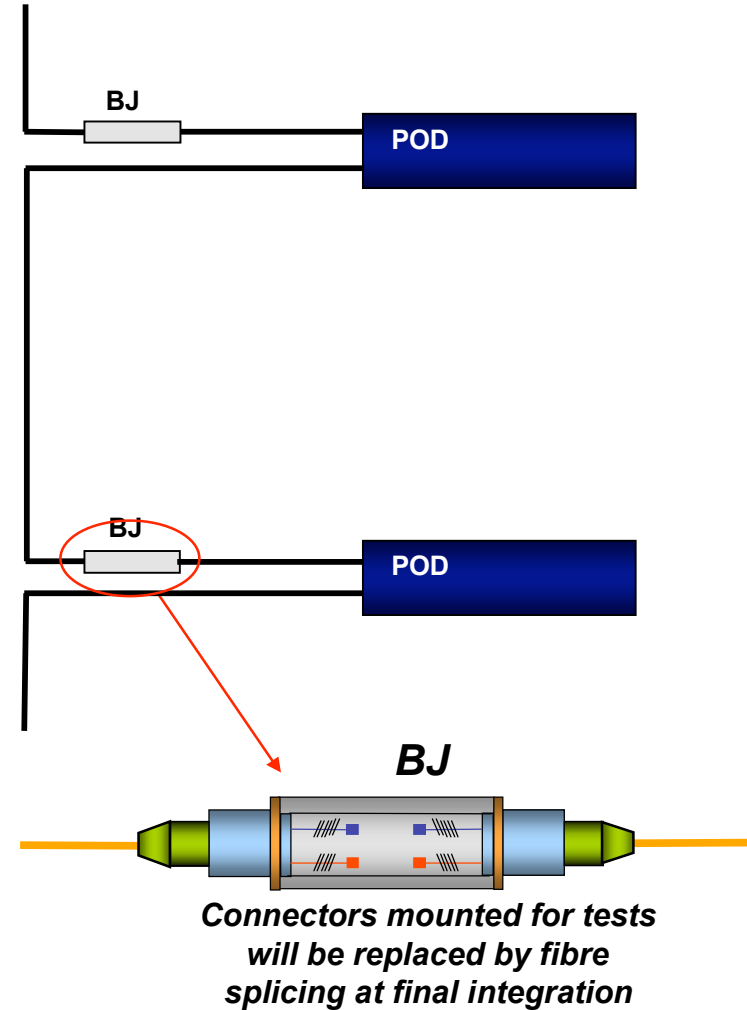 BJ
POD
BJ
POD
BJ
Connectors mounted for tests
will be replaced by fibre
splicing at final integration